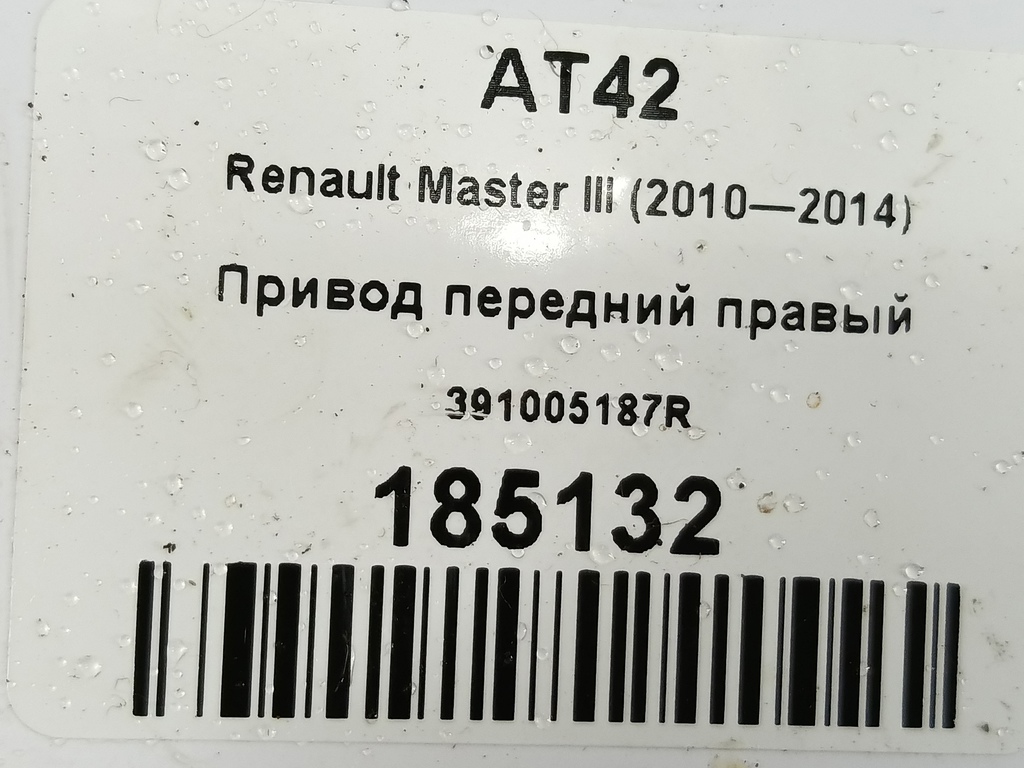 AT42
Renault Master III (2010—2014)
Привод передний правый
391005187R
185132